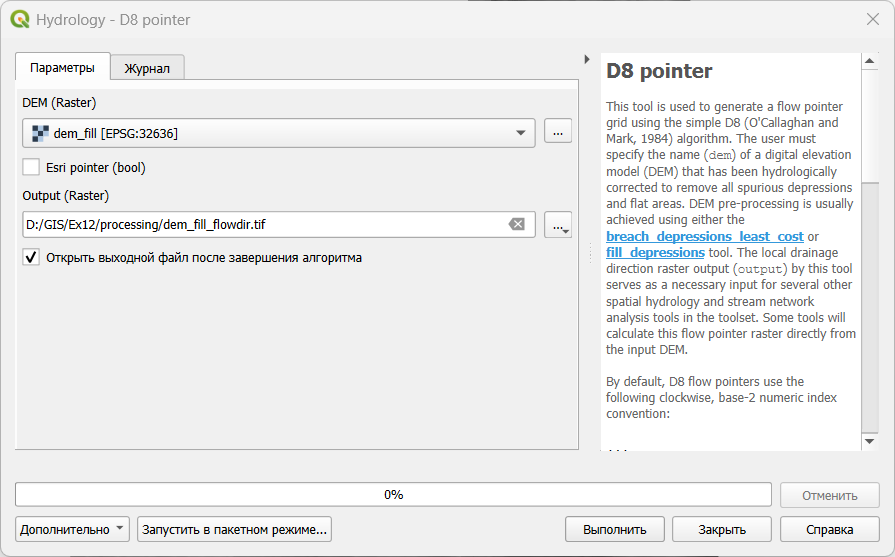 Hydrology - D8 pointer
Параметры
Журнал
DEM (Raster)
dem_fill [EPSG:32636]
...
Esri pointer (bool)
Output (Raster)
D:/GIS/Ex12/processing/dem_fill_flowdir.tif
...
Открыть выходной файл после завершения алгоритма
D8 pointer
This tool is used to generate a flow pointer
grid using the simple D8 (O'Callaghan and
Mark, 1984) algorithm. The user must
specify the name (dem) of a digital elevation
model (DEM) that has been hydrologically
corrected to remove all spurious depressions
and flat areas. DEM pre-processing is usually
achieved using either the
breach_depressions_least_cost or
fill_depressions tool. The local drainage
direction raster output (output) by this tool
serves as a necessary input for several other
spatial hydrology and stream network
analysis tools in the toolset. Some tools will
calculate this flow pointer raster directly from
the input DEM.
By default, D8 flow pointers use the
following clockwise, base-2 numeric index
convention:
0%
Отменить
Дополнительно
Запустить в пакетном режиме...
Выполнить
Закрыть
Справка